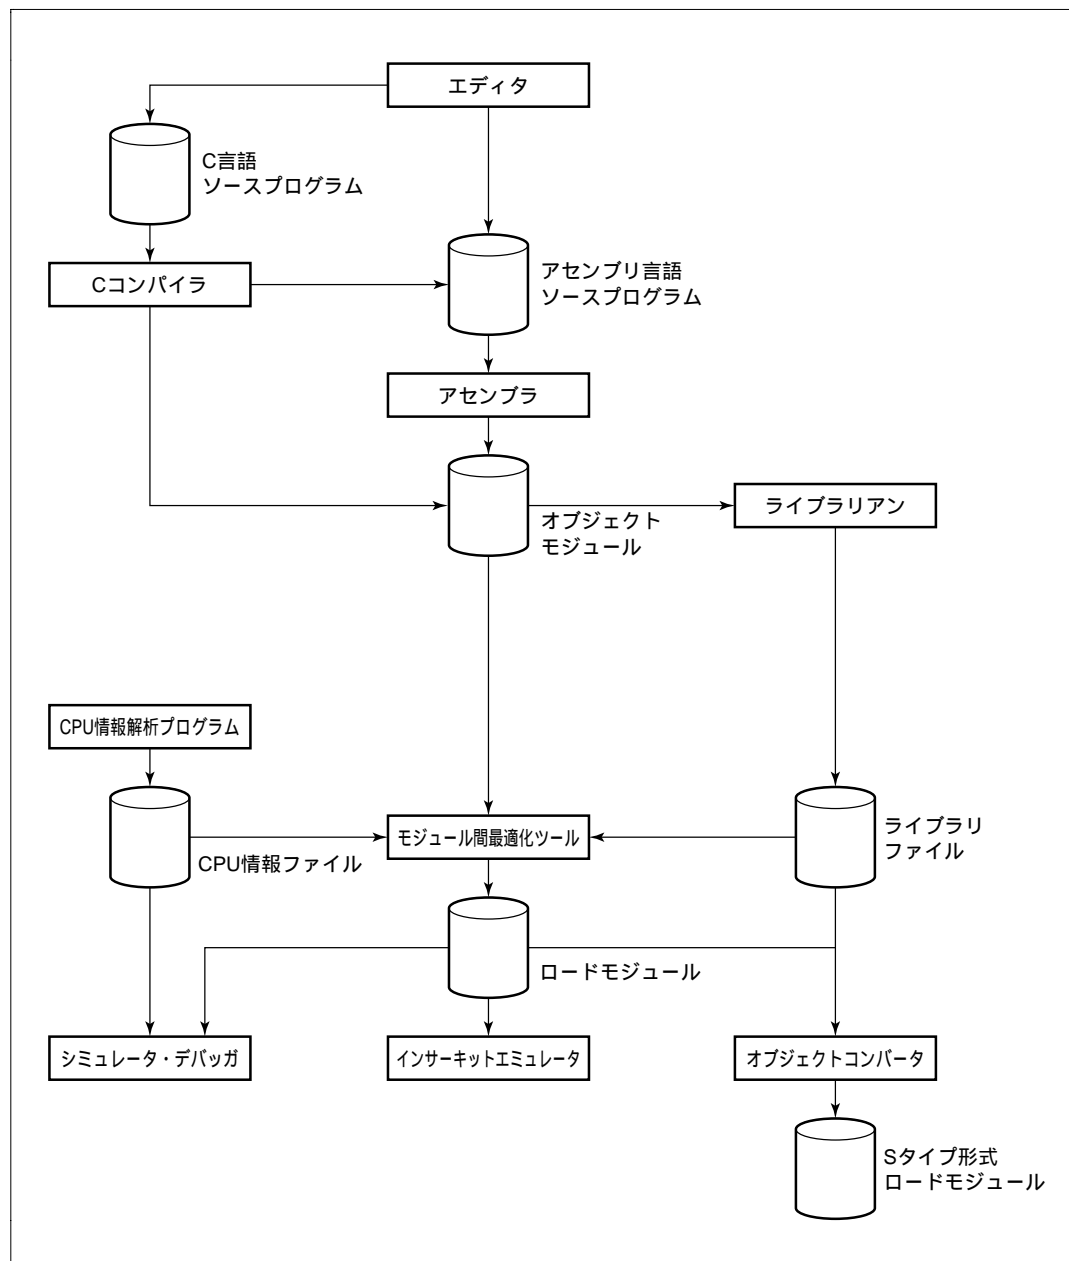 エディタ
C言語
ソースプログラム
Cコンパイラ
アセンブリ言語
ソースプログラム
アセンブラ
オブジェクト
モジュール
ライブラリアン
CPU情報解析プログラム
CPU情報ファイル
モジュール間最適化ツール
ライブラリ
ファイル
ロードモジュール
シミュレータ・デバッガ
インサーキットエミュレータ
オブジェクトコンバータ
Sタイプ形式
ロードモジュール